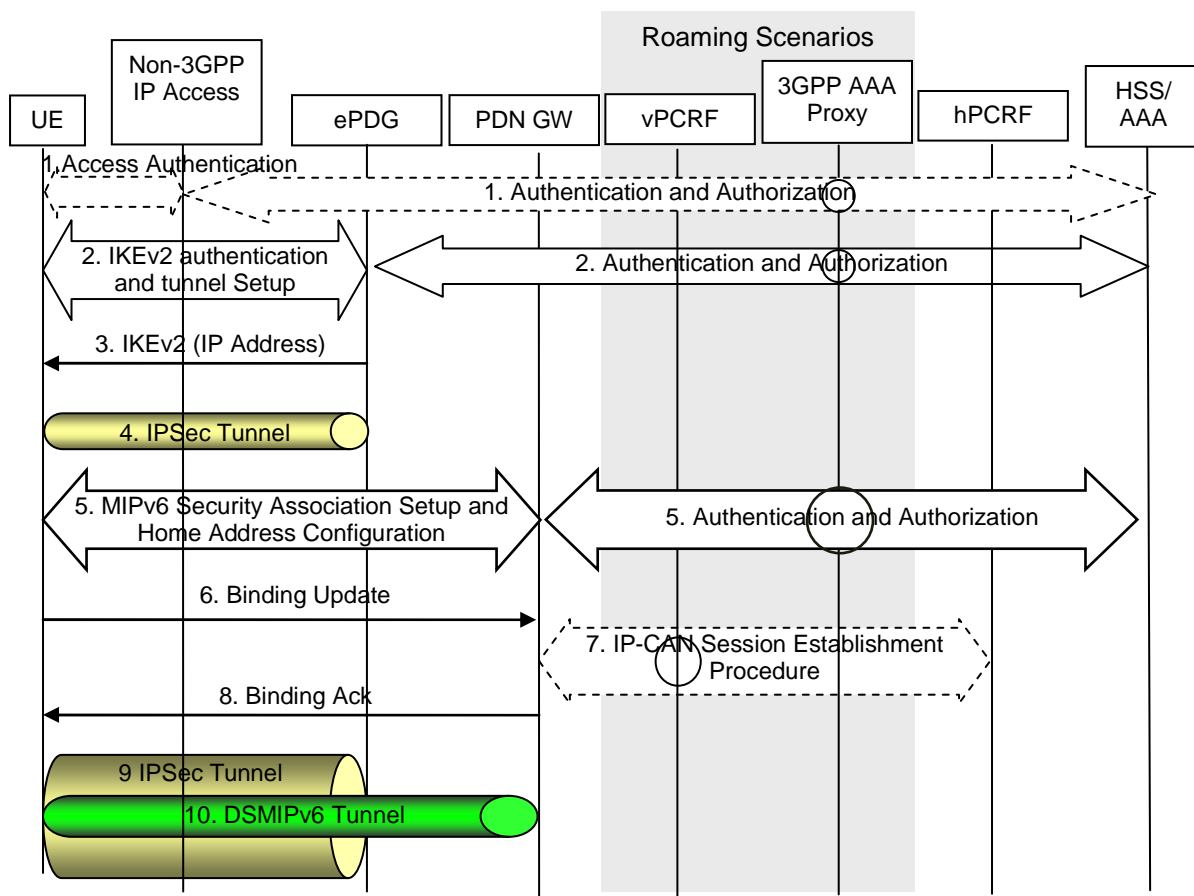 Roaming Scenarios
UE
Non-3GPP
IP Access
ePDG
PDN GW
vPCRF
3GPP AAA
Proxy
hPCRF
HSS/
AAA
1.Access Authentication
1. Authentication and Authorization
2. IKEv2 authentication
and tunnel Setup
2. Authentication and Authorization
3. IKEv2 (IP Address)
4. IPSec Tunnel
5. MIPv6 Security Association Setup and
Home Address Configuration
5. Authentication and Authorization
6. Binding Update
7. IP-CAN Session Establishment
Procedure
8. Binding Ack
9 IPSec Tunnel
10. DSMIPv6 Tunnel